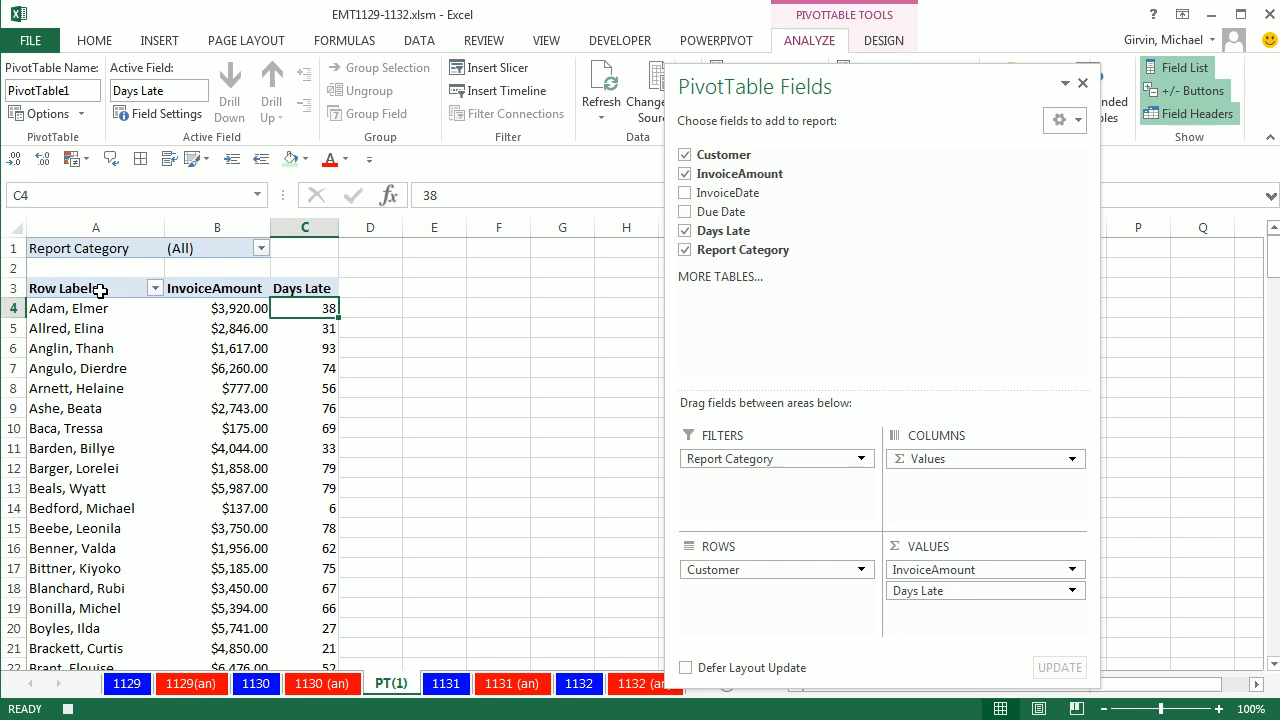 EMT1129-1132.xlsm - Excel
PIVOTTABLE TOOLS
FILE HOME INSERT PAGE LAYOUT FORMULAS DATA REVIEW VIEW DEVELOPER POWERPIVOT ANALYZE DESIGN Girvin, Michael
PivotTable Name:
PivotTable1
Options
PivotTable
Active Field:
Days Late
Field Settings
Drill Down
Drill Up
Active Field
Group Selection
Ungroup
Group Field
Group
Insert Slicer
Insert Timeline
Filter Connections
Filter
Refresh
Data
Field List
+/- Buttons
Field Headers
Show
C4 fx 38
A B C D E F G H P Q
1 Report Category (All)
2
3 Row Labels InvoiceAmount Days Late
4 Adam, Elmer $3,920.00 38
5 Allred, Elina $2,846.00 31
6 Anglin, Thanh $1,617.00 93
7 Angulo, Dierdre $6,260.00 74
8 Arnett, Helaine $777.00 56
9 Ashe, Beata $2,743.00 76
10 Baca, Tressa $175.00 69
11 Barden, Billye $4,044.00 33
12 Barger, Lorelei $1,858.00 79
13 Beals, Wyatt $5,987.00 79
14 Bedford, Michael $137.00 6
15 Beebe, Leonila $3,750.00 78
16 Benner, Valda $1,956.00 62
17 Bittner, Kiyoko $5,185.00 75
18 Blanchard, Rubi $3,450.00 67
19 Bonilla, Michel $5,394.00 66
20 Boyles, Ilda $5,741.00 27
21 Brackett, Curtis $4,850.00 21
22 Brant, Elouise $6,476.00 52
PivotTable Fields
Choose fields to add to report:
Customer
InvoiceAmount
InvoiceDate
Due Date
Days Late
Report Category
MORE TABLES...
Drag fields between areas below:
FILTERS
Report Category
COLUMNS
Σ Values
ROWS
Customer
Σ VALUES
InvoiceAmount
Days Late
Defer Layout Update
UPDATE
1129 1129(an) 1130 1130 (an) PT(1) 1131 1131 (an) 1132
READY
100%